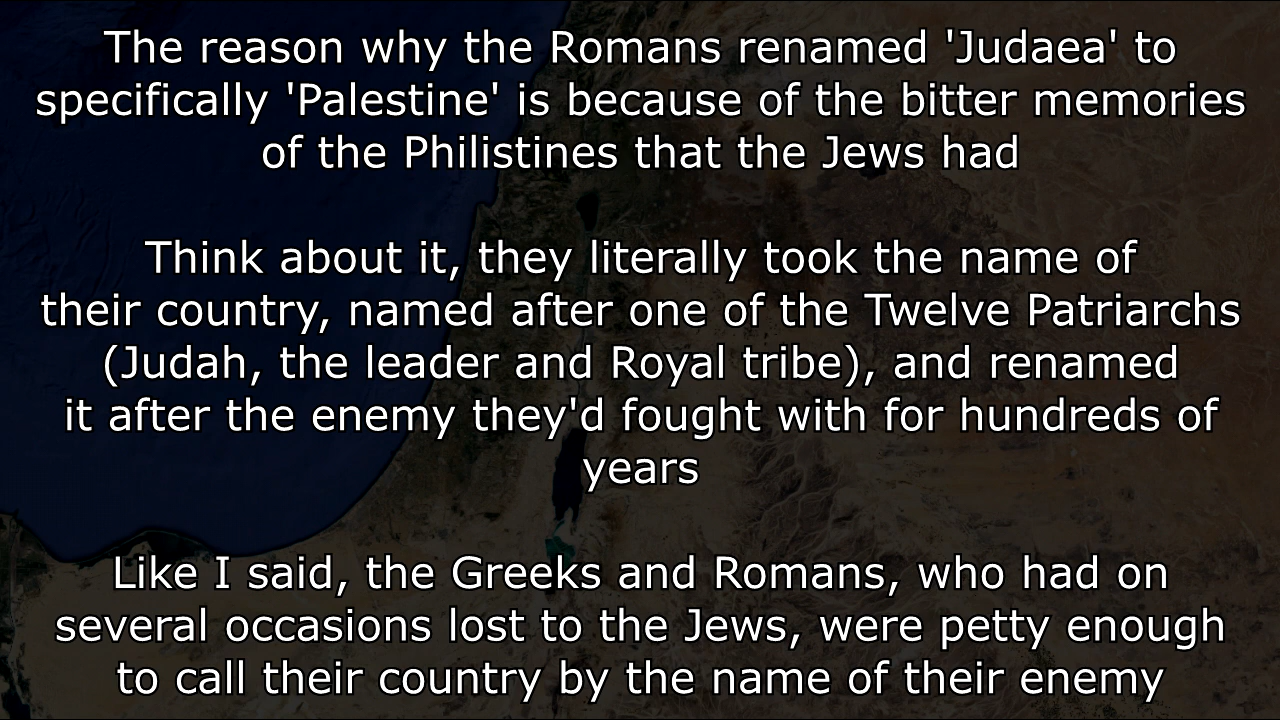 The reason why the Romans renamed 'Judaea' to
specifically 'Palestine' is because of the bitter memories
of the Philistines that the Jews had
Think about it, they literally took the name of
their country, named after one of the Twelve Patriarchs
(Judah, the leader and Royal tribe), and renamed
it after the enemy they'd fought with for hundreds of
years
Like I said, the Greeks and Romans, who had on
several occasions lost to the Jews, were petty enough
to call their country by the name of their enemy